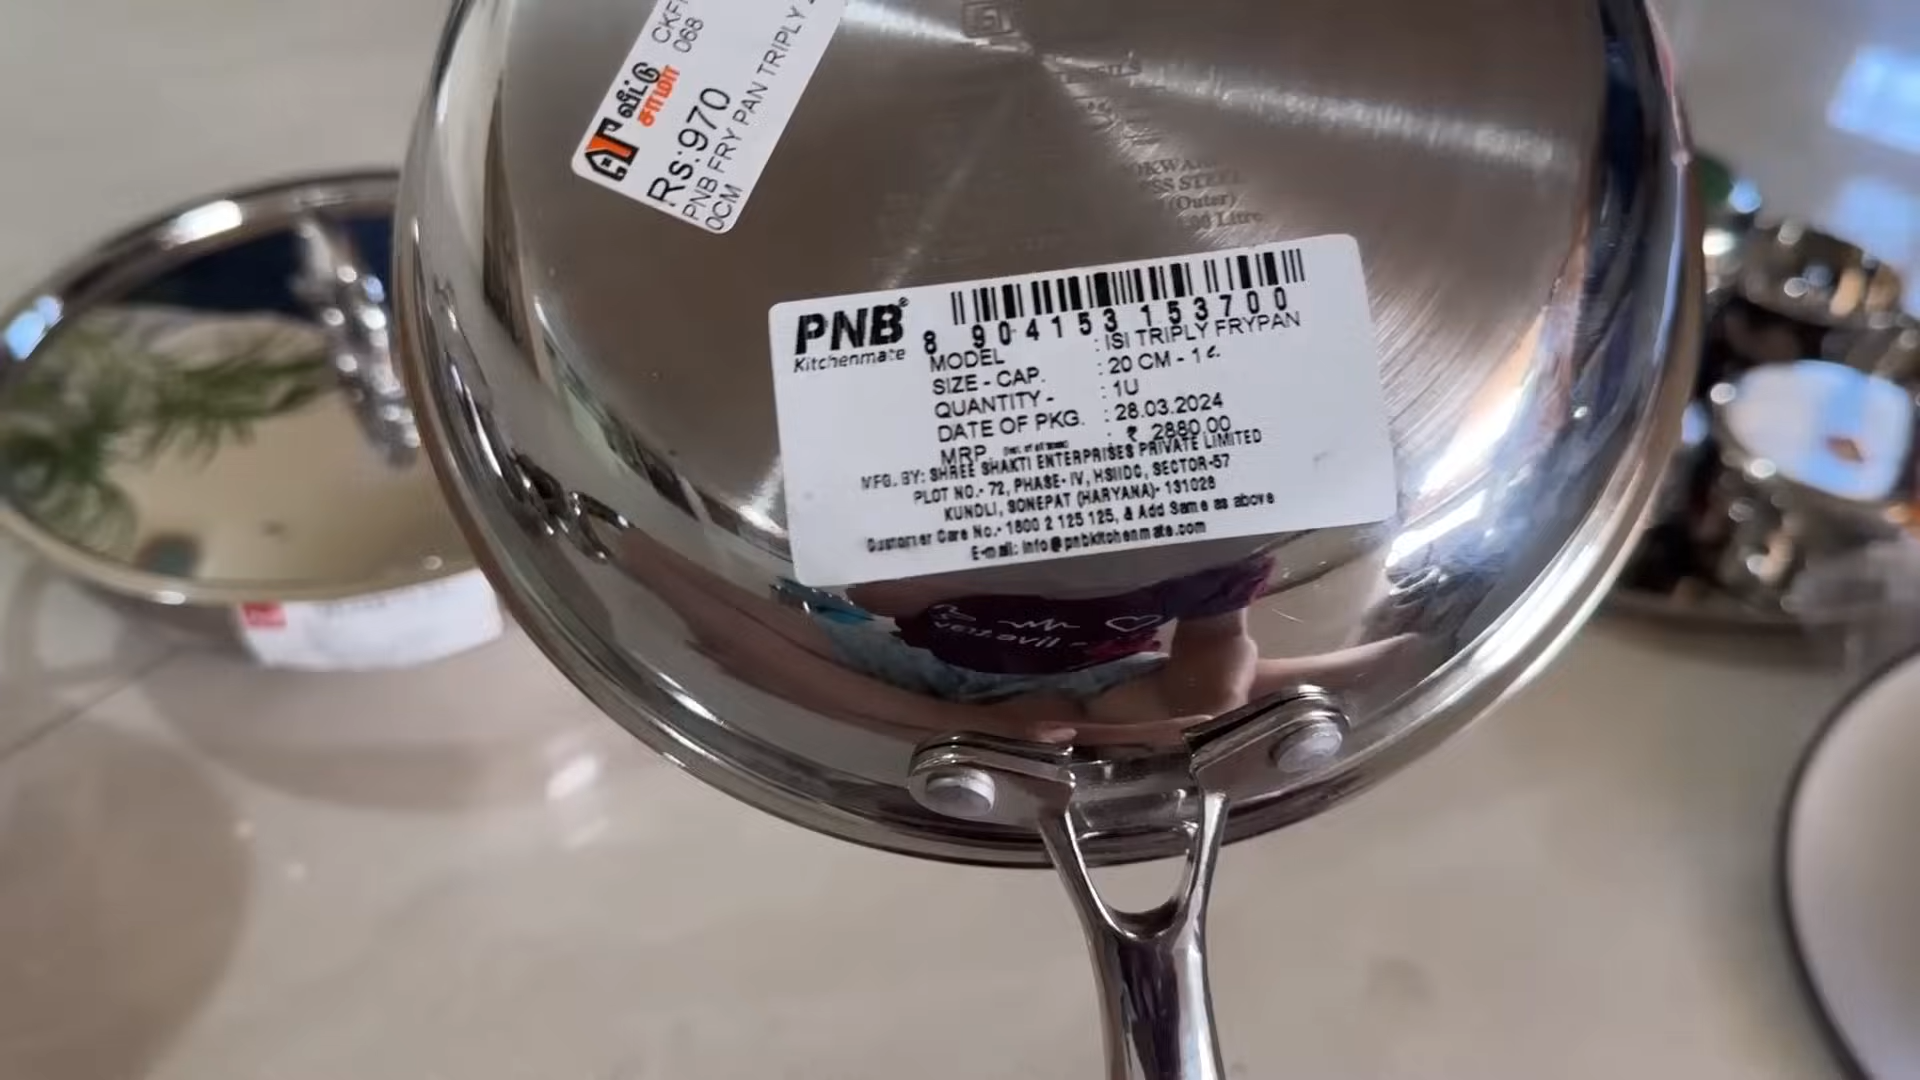 வீட்டு
சாமா
068
Rs:970
PNB FRY PAN TRIPLY
0CM
PNB®
Kitchenmate
8 904153 153700
MODEL : ISI TRIPLY FRYPAN
SIZE - CAP. : 20 CM - 1
QUANTITY - : 1U
DATE OF PKG. : 28.03.2024
MRP : ₹ 2880.00
MFG. BY: SHREE SHAKTI ENTERPRISES PRIVATE LIMITED
PLOT NO.- 72, PHASE- IV, HSIIDC, SECTOR-57
KUNDLI, SONEPAT (HARYANA)- 131028
Customer Care No.- 1800 2 125 125, & Add Same as above
E-mail: info@pnbkitchenmate.com
(Outer)
Litre